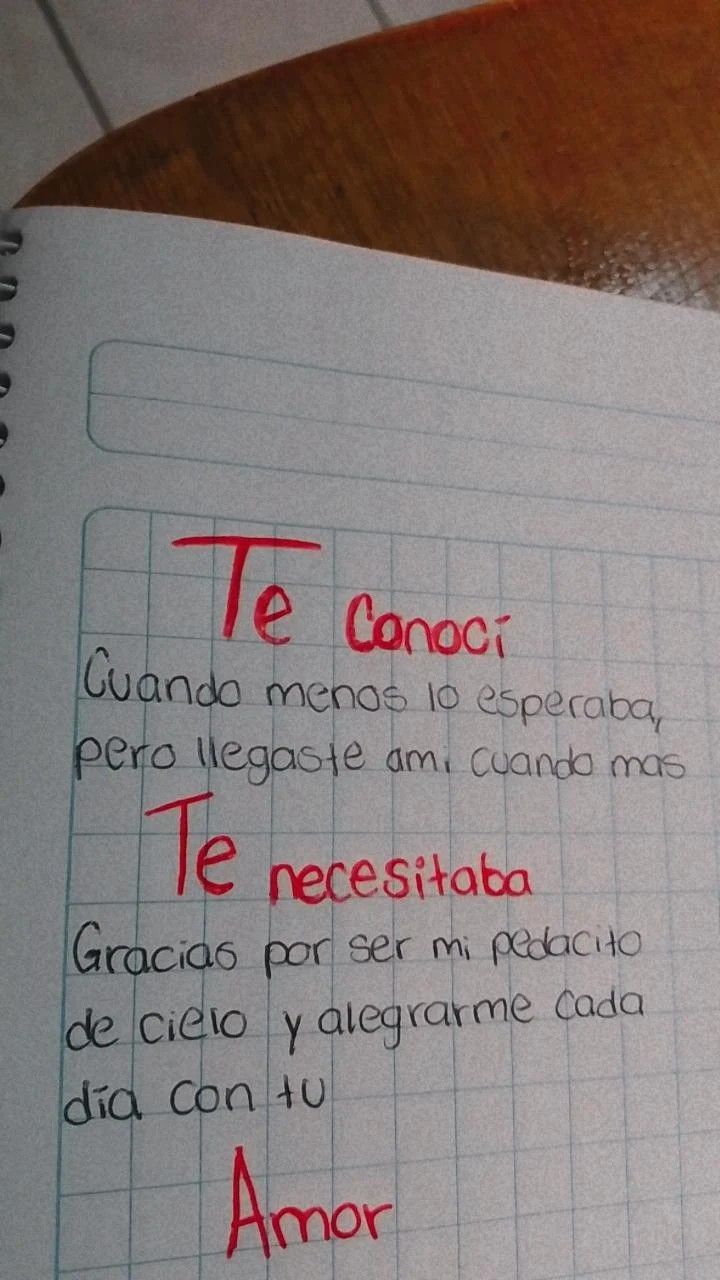 Te conocí
Cuando menos lo esperaba,
pero llegaste ami cuando mas
Te necesitaba
Gracias por ser mi pedacito
de cielo y alegrarme cada
día con tu
Amor